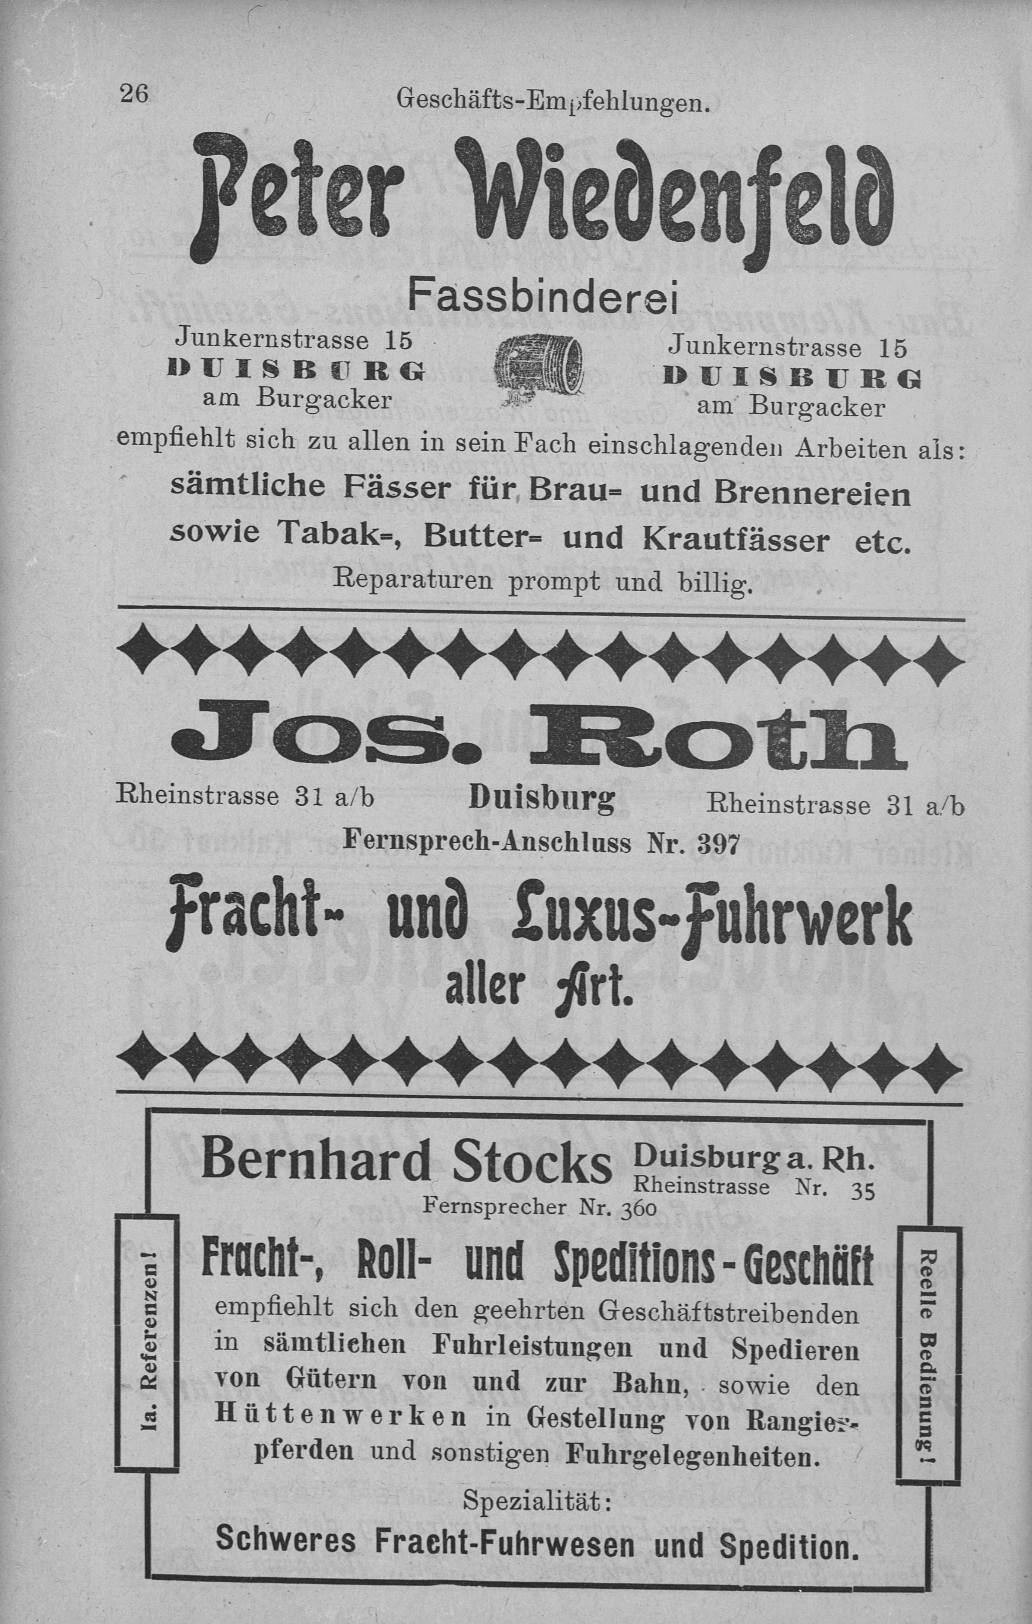 26
Geschäfts-Empfehlungen.
Peter Wiedenfeld
Fassbinderei
Junkernstrasse 15
DUISBURG
am Burgacker
Junkernstrasse 15
DUISBURG
am Burgacker
empfiehlt sich zu allen in sein Fach einschlagenden Arbeiten als:
sämtliche Fässer für Brau- und Brennereien
sowie Tabak-, Butter- und Krautfässer etc.
Reparaturen prompt und billig.
Jos. Roth
Rheinstrasse 31 a/b Duisburg Rheinstrasse 31 a/b
Fernsprech-Anschluss Nr. 397
Fracht- und Luxus-Fuhrwerk
aller Art.
Bernhard Stocks Duisburg a. Rh.
Rheinstrasse Nr. 35
Fernsprecher Nr. 360
Fracht-, Roll- und Speditions-Geschäft
empfiehlt sich den geehrten Geschäftstreibenden
in sämtlichen Fuhrleistungen und Spedieren
von Gütern von und zur Bahn, sowie den
Hüttenwerken in Gestellung von Rangier-
pferden und sonstigen Fuhrgelegenheiten.
Spezialität:
Schweres Fracht-Fuhrwesen und Spedition.
Ia. Referenzen!
Reelle Bedienung!